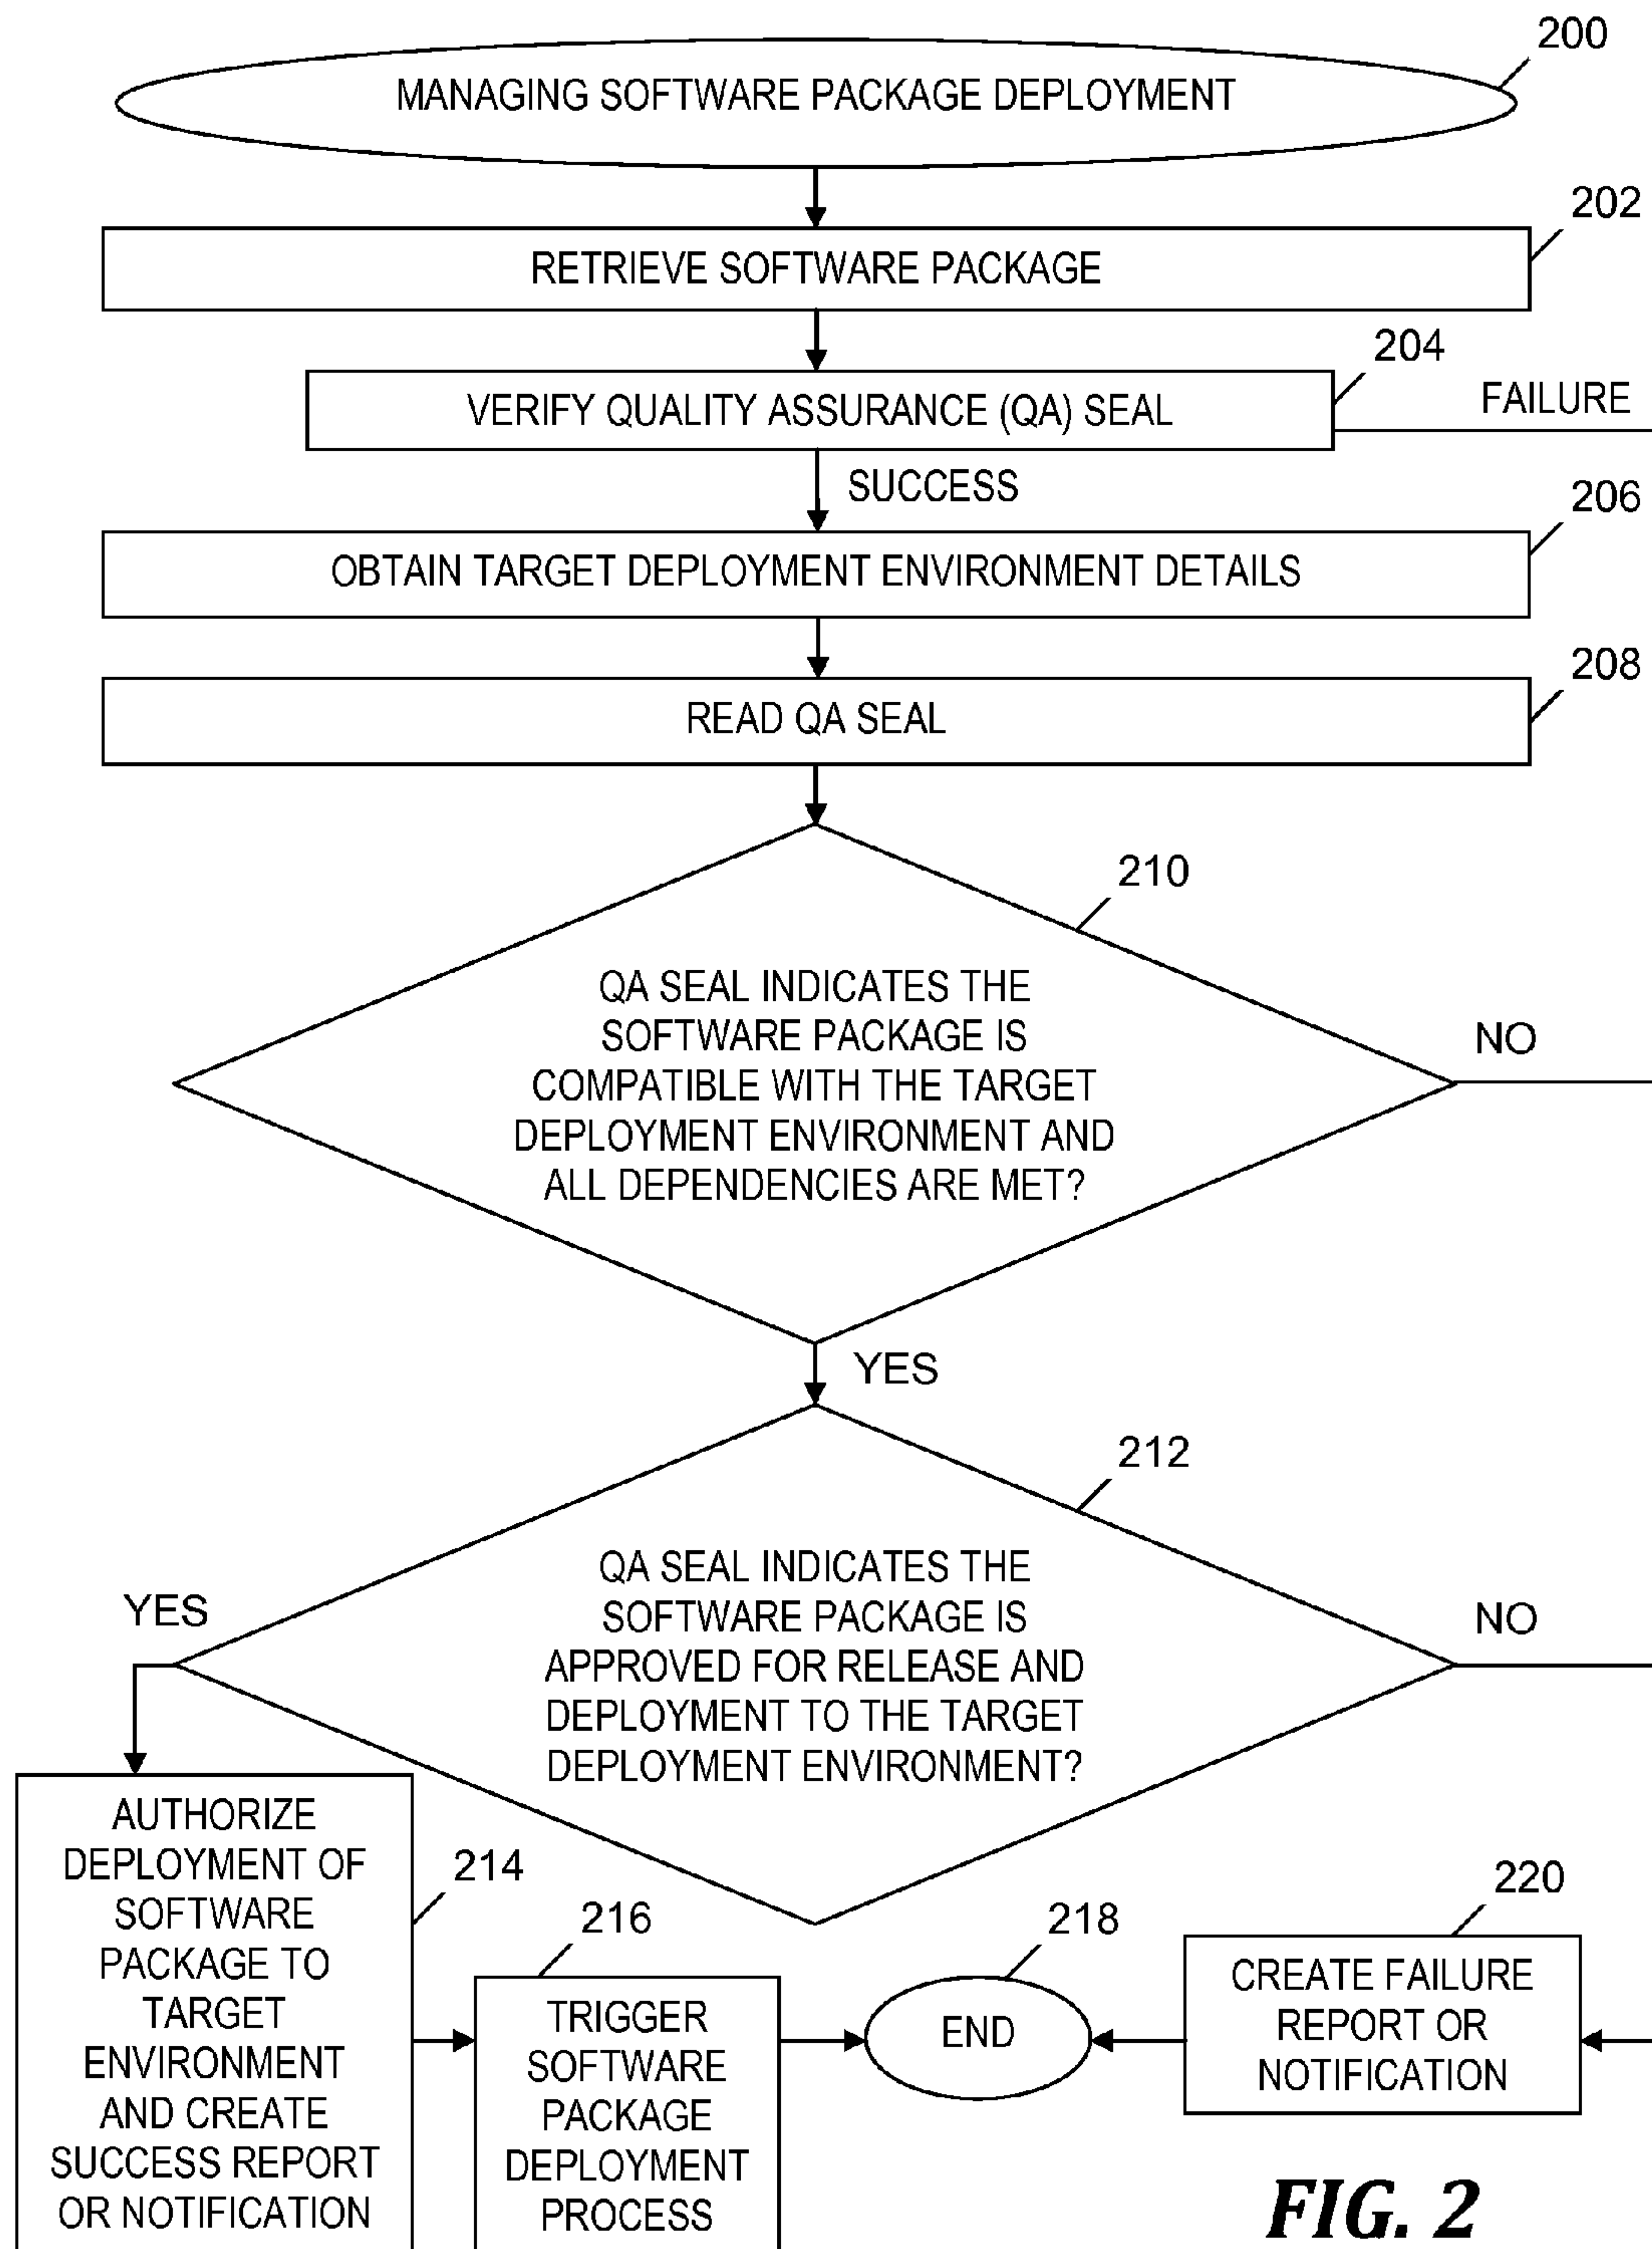 200
MANAGING SOFTWARE PACKAGE DEPLOYMENT
202
RETRIEVE SOFTWARE PACKAGE
204
VERIFY QUALITY ASSURANCE (QA) SEAL
FAILURE
SUCCESS
206
OBTAIN TARGET DEPLOYMENT ENVIRONMENT DETAILS
208
READ QA SEAL
210
QA SEAL INDICATES THE
SOFTWARE PACKAGE IS
COMPATIBLE WITH THE TARGET
DEPLOYMENT ENVIRONMENT AND
ALL DEPENDENCIES ARE MET?
NO
YES
212
QA SEAL INDICATES THE
SOFTWARE PACKAGE IS
APPROVED FOR RELEASE AND
DEPLOYMENT TO THE TARGET
DEPLOYMENT ENVIRONMENT?
YES
NO
AUTHORIZE
DEPLOYMENT OF
SOFTWARE
PACKAGE TO
TARGET
ENVIRONMENT
AND CREATE
SUCCESS REPORT
OR NOTIFICATION
214
216
TRIGGER
SOFTWARE
PACKAGE
DEPLOYMENT
PROCESS
218
END
220
CREATE FAILURE
REPORT OR
NOTIFICATION
FIG. 2